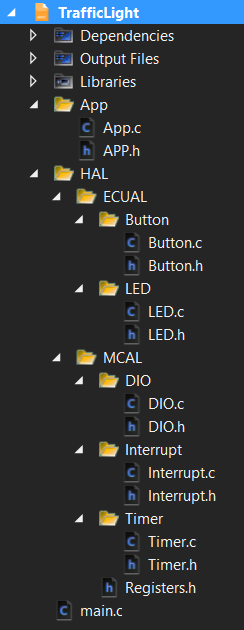 TrafficLight
Dependencies
Output Files
Libraries
App
App.c
APP.h
HAL
ECUAL
Button
Button.c
Button.h
LED
LED.c
LED.h
MCAL
DIO
DIO.c
DIO.h
Interrupt
Interrupt.c
Interrupt.h
Timer
Timer.c
Timer.h
Registers.h
main.c